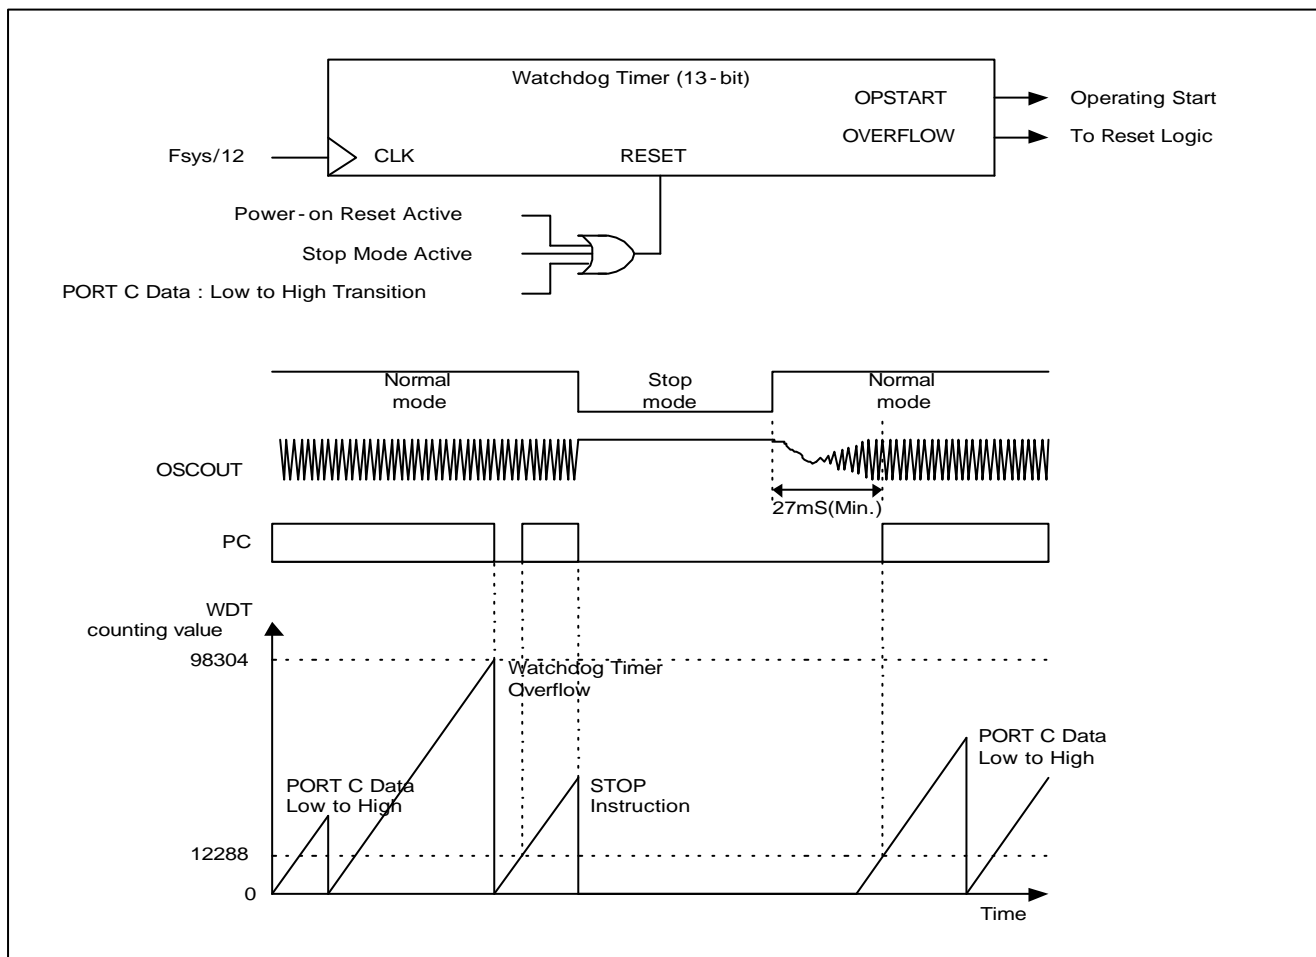 Watchdog Timer (13-bit)
OPSTART
Operating Start
OVERFLOW
To Reset Logic
Fsys/12
CLK
RESET
Power-on Reset Active
Stop Mode Active
PORT C Data : Low to High Transition
Normal
mode
Stop
mode
Normal
mode
OSCOUT
27mS(Min.)
PC
WDT
counting value
98304
Watchdog Timer
Overflow
PORT C Data
Low to High
STOP
Instruction
PORT C Data
Low to High
12288
0
Time